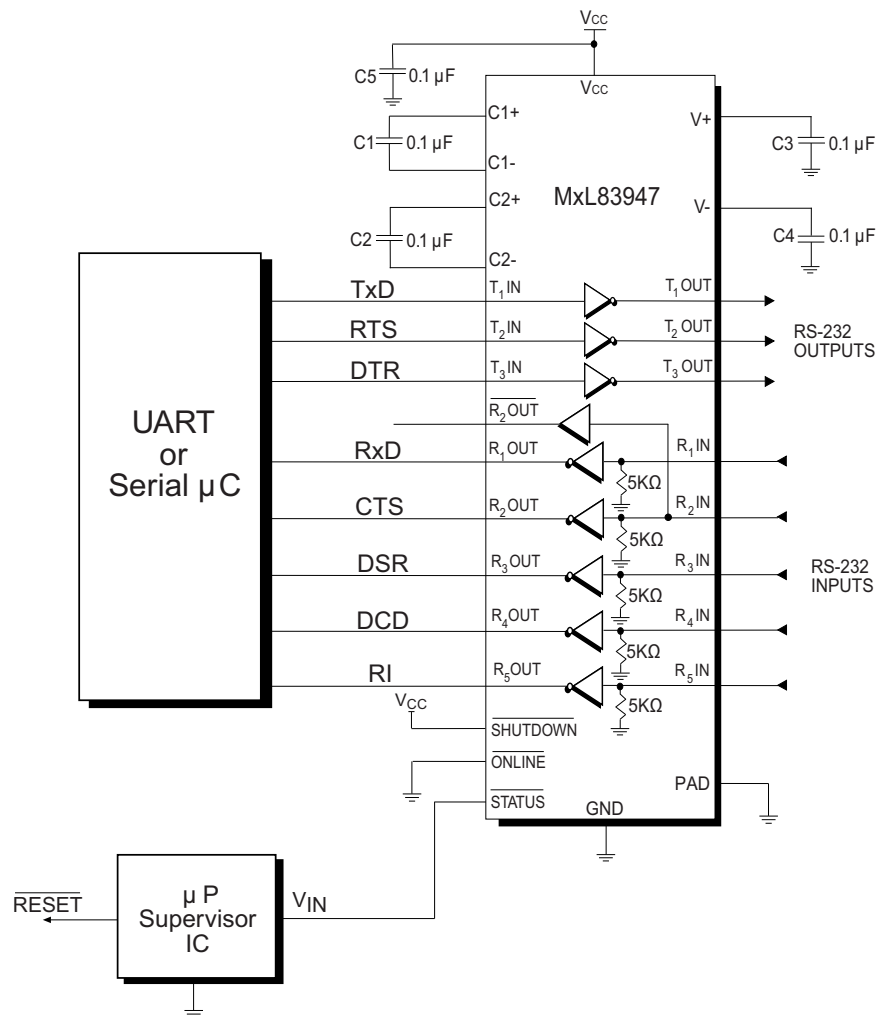 Vcc
C5 0.1 µF
Vcc
C1+
V+
C1 0.1 µF
C3 0.1 µF
C1-
C2+
MxL83947
V-
C2 0.1 µF
C4 0.1 µF
C2-
TxD T₁IN T₁OUT
RTS T₂IN T₂OUT
RS-232
OUTPUTS
DTR T₃IN T₃OUT
R₂OUT
UART
or
Serial µC
RxD R₁OUT R₁IN
5KΩ
CTS R₂OUT R₂IN
5KΩ
DSR R₃OUT R₃IN
RS-232
INPUTS
5KΩ
DCD R₄OUT R₄IN
5KΩ
RI R₅OUT R₅IN
5KΩ
VCC
SHUTDOWN
ONLINE
PAD
STATUS
GND
RESET
µP
Supervisor
IC
VIN